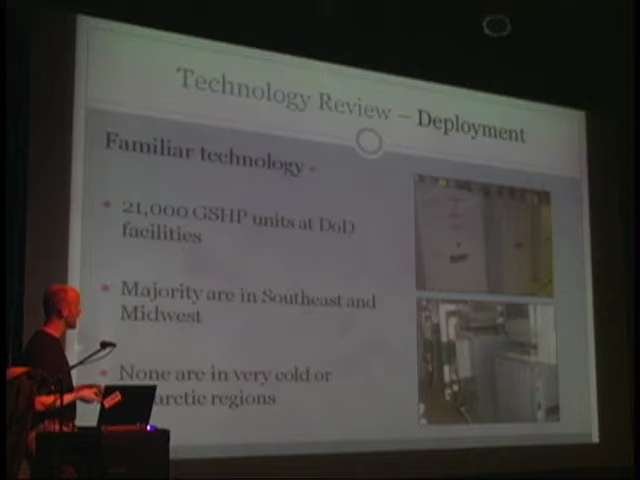 Technology Review – Deployment
Familiar technology -
21,000 GSHP units at DoD
facilities
Majority are in Southeast and
Midwest
None are in very cold or
arctic regions